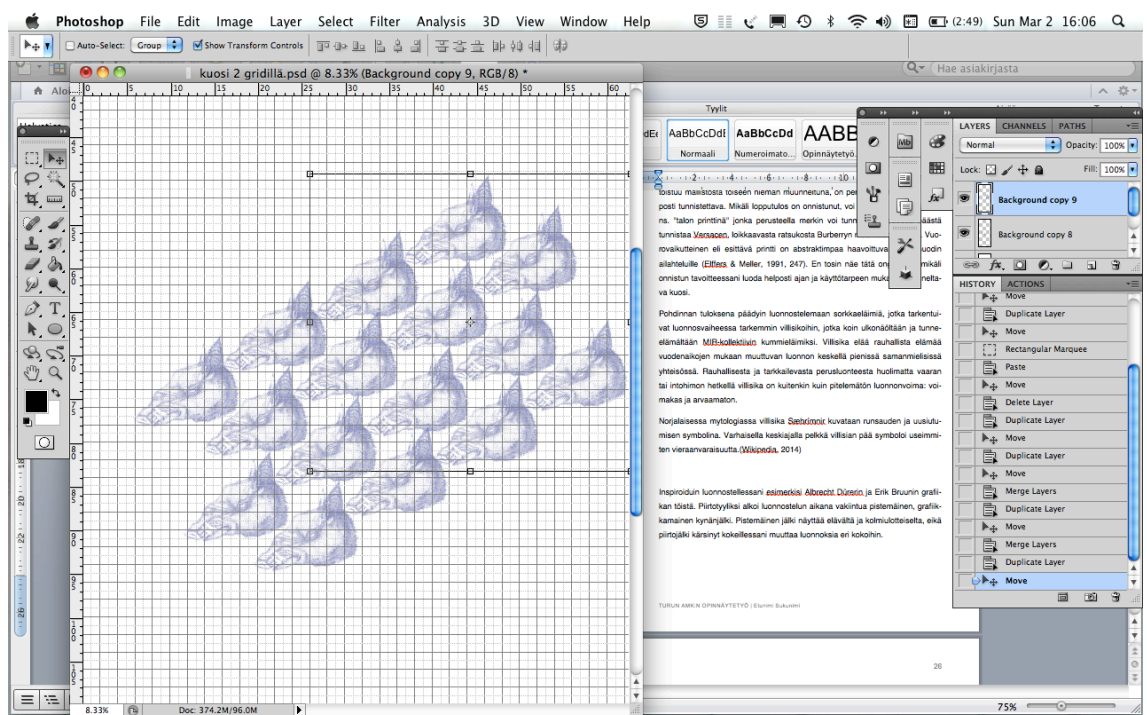 Photoshop File Edit Image Layer Select Filter Analysis 3D View Window Help (2:49) Sun Mar 2 16:06
Auto-Select: Group Show Transform Controls
kuosi 2 gridillä.psd @ 8.33% (Background copy 9, RGB/8) *
Hae asiakirjasta
Tyylit
AaBbCcDdI AaBbCcDd AABB
Normaali Numeroimato... Opinnäytetyö
posti tunnistettava. Mikäli lopputulos on onnistunut, voi
ns. "talon printtinä" jonka perusteella merkin voi tunn
tunnistaa Versacen, loikkaavasta ratsukosta Burberryn
rovaikutteinen eli esittävä printti on abstraktimpaa haavoittuva
ailahteluille (Elffers & Meller, 1991, 247). En tosin näe tätä
onnistun tavoitteessani luoda helposti ajan ja käyttötarpeen
va kuosi.
Pohdinnan tuloksena päädyin luonnostelemaan sorkkaeläimiä, jotka tarkentui-
vat luonnosvaiheessa tarkemmin villisikoihin, jotka koin ulkonäöltään ja tunne-
elämältään MIR-kollektiivin kummieläimiksi. Villisika elää rauhallista elämää
vuodenaikojen mukaan muuttuvan luonnon keskellä pienissä samanmielisissä
yhteisössä. Rauhallisesta ja tarkkailevasta perusluonteesta huolimatta vaaran
tai intohimon hetkellä villisika on kuitenkin kuin pitelemätön luonnonvoima: voi-
makas ja arvaamaton.
Norjalaisessa mytologiassa villisika Sæhrimnir kuvataan runsauden ja uusiutu-
misen symbolina. Varhaisella keskiajalla pelkkä villisian pää symboloi useimmi-
ten vieraanvaraisuutta.(Wikipedia, 2014)
Inspiroiduin luonnostellessani esimerkisi Albrecht Dürerin ja Erik Bruunin grafii-
kan töistä. Piirtotyyliksi alkoi luonnostelun aikana vakiintua pistemäinen, grafiik-
kamainen kynänjälki. Pistemäinen jälki näyttää elävältä ja kolmiulotteiselta, eikä
piirtojälki kärsinyt kokeillessani muuttaa luonnoksia eri kokoihin.
TURUN AMK:N OPINNÄYTETYÖ | Etunimi Sukunimi
26
75%
LAYERS CHANNELS PATHS
Normal Opacity: 100%
Lock: Fill: 100%
Background copy 9
Background copy 8
HISTORY ACTIONS
Move
Duplicate Layer
Move
Rectangular Marquee
Paste
Move
Delete Layer
Duplicate Layer
Move
Duplicate Layer
Move
Merge Layers
Duplicate Layer
Move
Merge Layers
Duplicate Layer
Move
8.33% Doc: 374.2M/96.0M